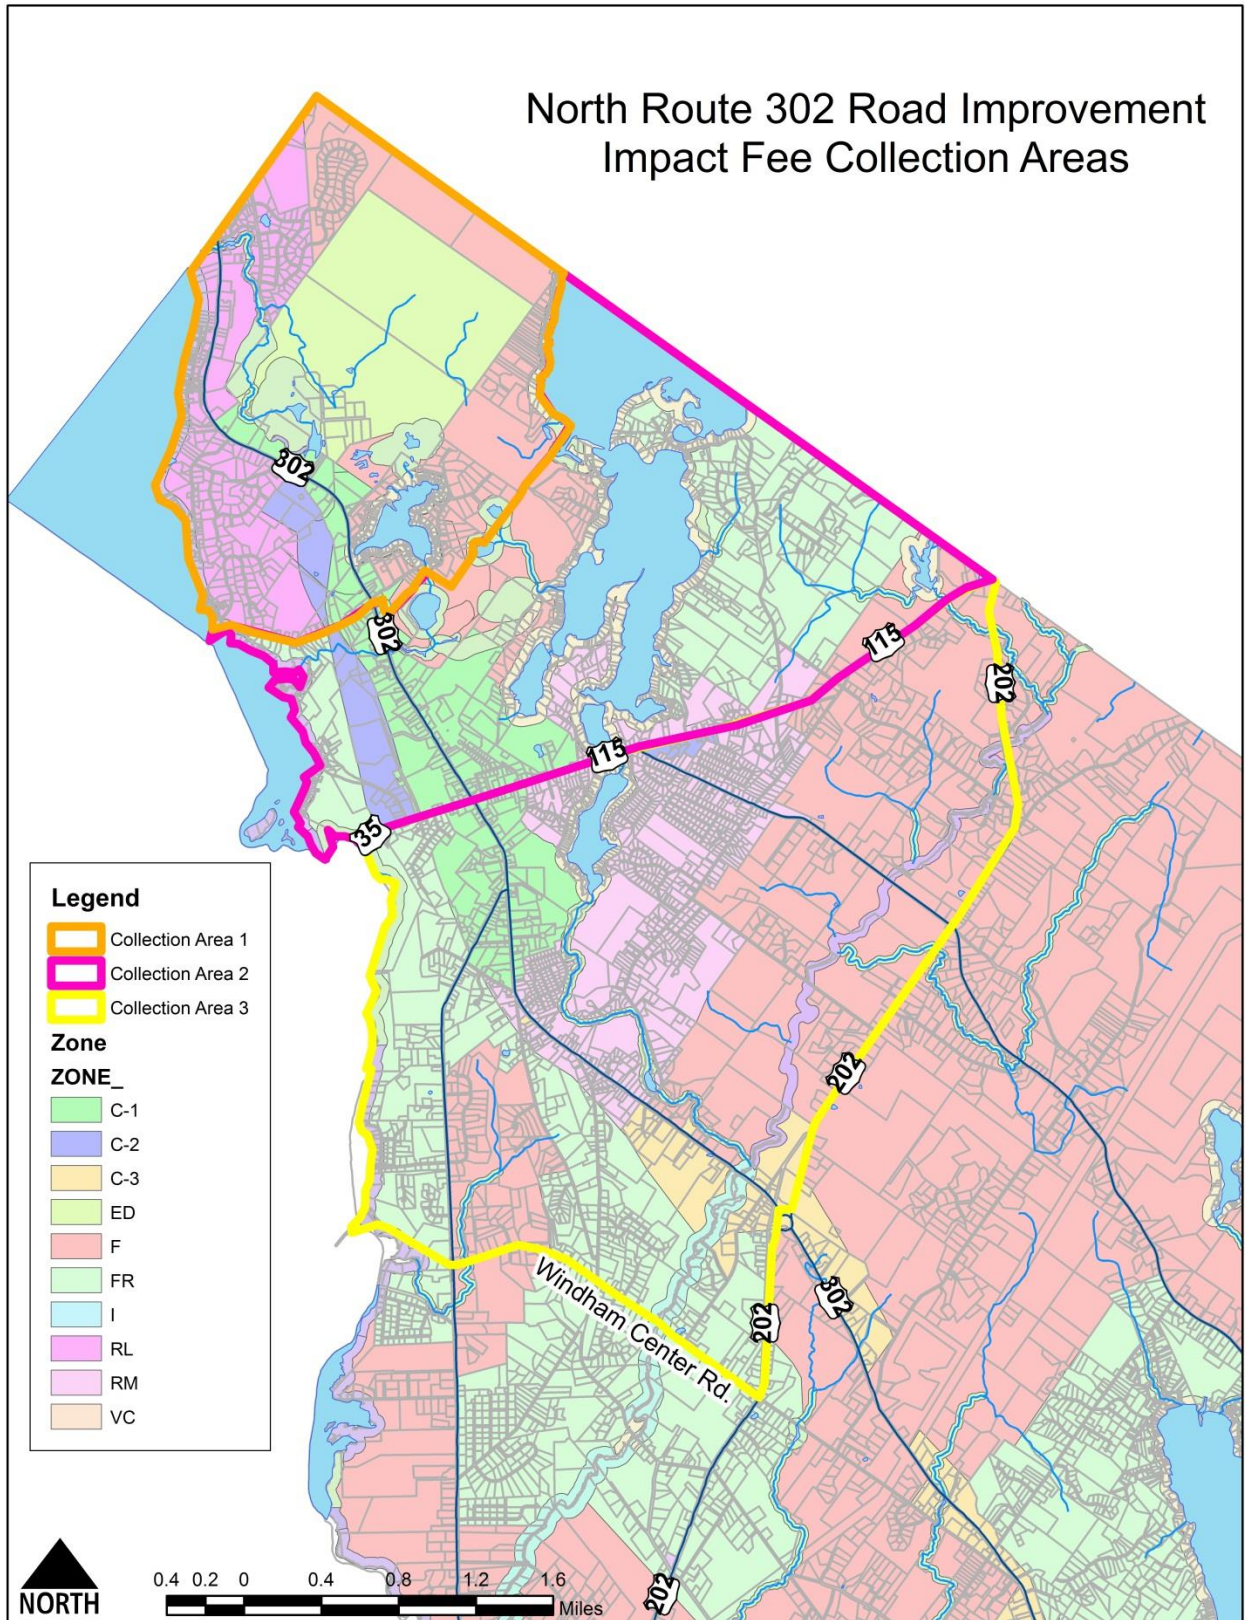 North Route 302 Road Improvement
Impact Fee Collection Areas
302
302
115
202
115
35
202
302
202
Windham Center Rd.
202
Legend
Collection Area 1
Collection Area 2
Collection Area 3
Zone
ZONE_
C-1
C-2
C-3
ED
F
FR
I
RL
RM
VC
NORTH
0.4 0.2 0 0.4 0.8 1.2 1.6
Miles